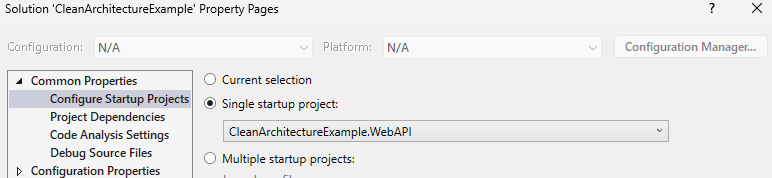 Solution 'CleanArchitectureExample' Property Pages
Configuration: N/A Platform: N/A Configuration Manager...
Common Properties
Configure Startup Projects
Project Dependencies
Code Analysis Settings
Debug Source Files
Configuration Properties
Current selection
Single startup project:
CleanArchitectureExample.WebAPI
Multiple startup projects: